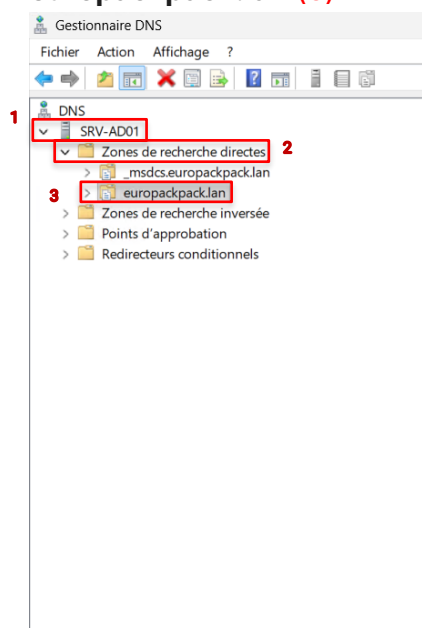 Gestionnaire DNS
Fichier Action Affichage ?
DNS
1
SRV-AD01
Zones de recherche directes 2
_msdcs.europackpack.lan
3 europackpack.lan
Zones de recherche inversée
Points d'approbation
Redirecteurs conditionnels